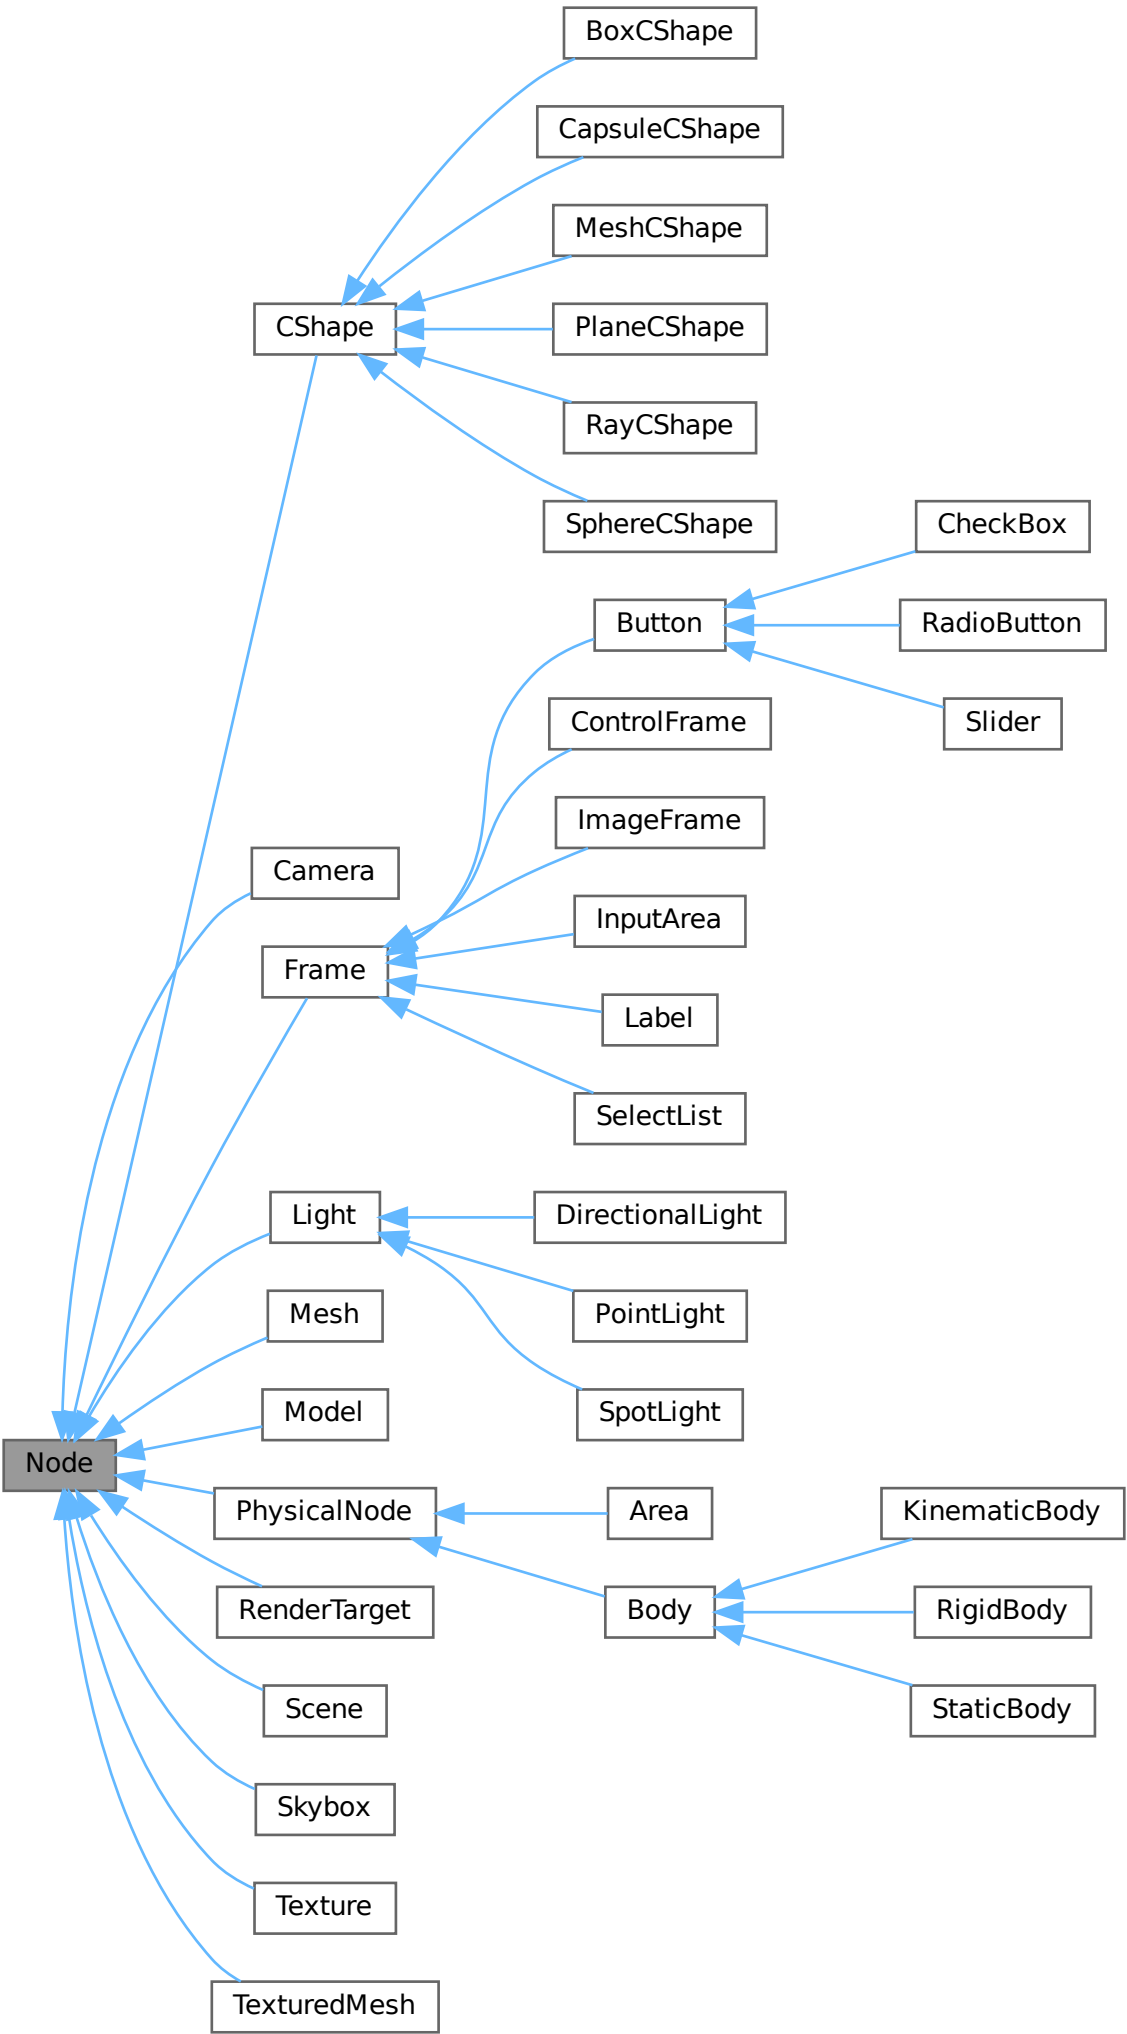 BoxCShape
CapsuleCShape
MeshCShape
CShape
PlaneCShape
RayCShape
SphereCShape
CheckBox
Button
RadioButton
ControlFrame
Slider
ImageFrame
Camera
InputArea
Frame
Label
SelectList
Light
DirectionalLight
Mesh
PointLight
Model
SpotLight
Node
PhysicalNode
Area
KinematicBody
RenderTarget
Body
RigidBody
Scene
StaticBody
Skybox
Texture
TexturedMesh